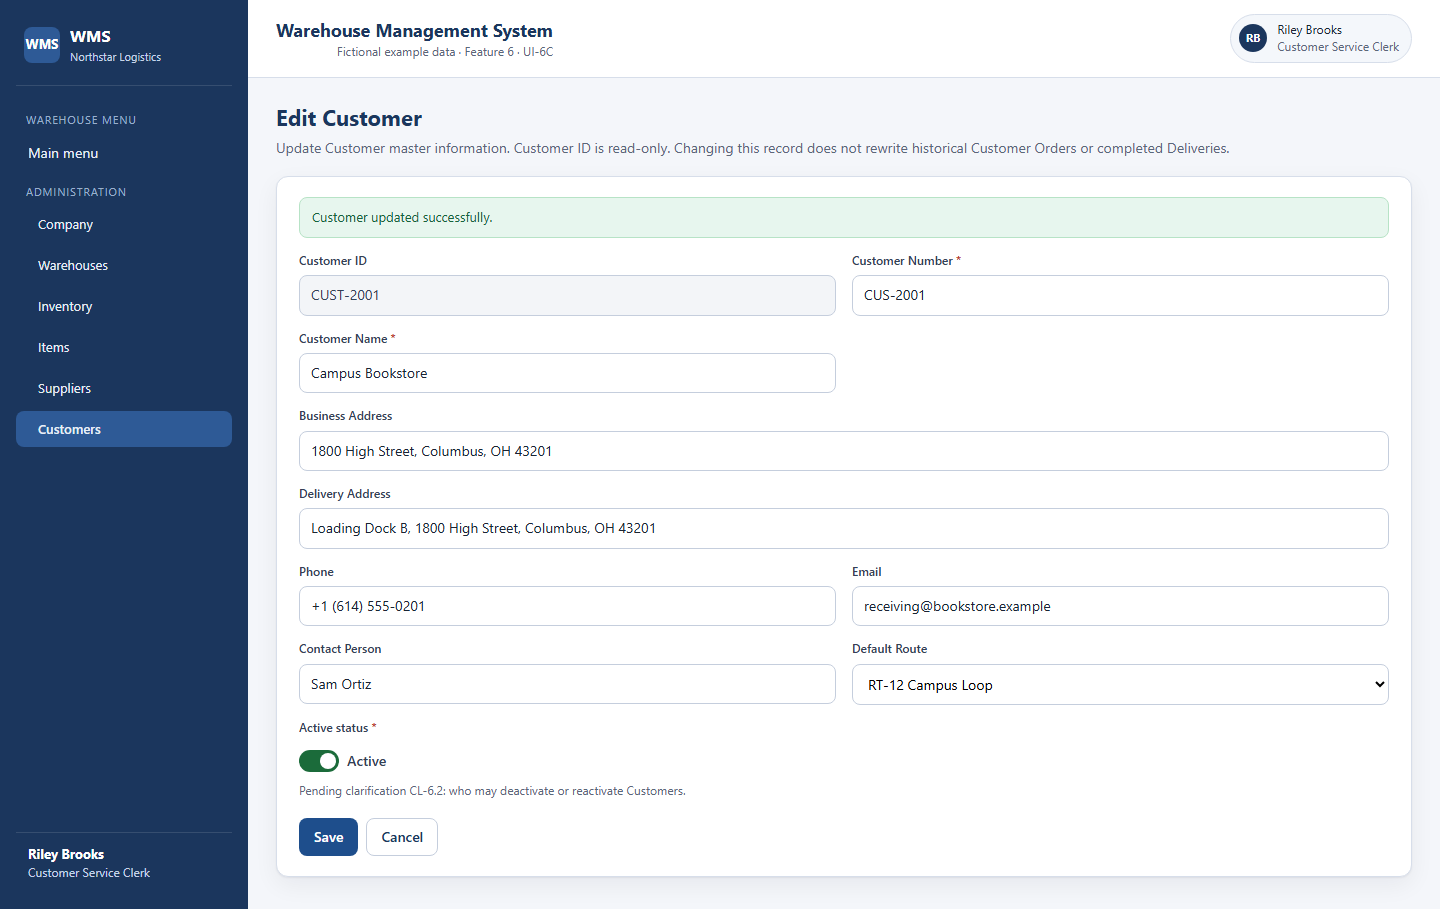 WMS
WMS
Northstar Logistics
WAREHOUSE MENU
Main menu
ADMINISTRATION
Company
Warehouses
Inventory
Items
Suppliers
Customers
Riley Brooks
Customer Service Clerk
Warehouse Management System
Fictional example data · Feature 6 · UI-6C
RB
Riley Brooks
Customer Service Clerk
Edit Customer
Update Customer master information. Customer ID is read-only. Changing this record does not rewrite historical Customer Orders or completed Deliveries.
Customer updated successfully.
Customer ID
CUST-2001
Customer Number *
CUS-2001
Customer Name *
Campus Bookstore
Business Address
1800 High Street, Columbus, OH 43201
Delivery Address
Loading Dock B, 1800 High Street, Columbus, OH 43201
Phone
+1 (614) 555-0201
Email
receiving@bookstore.example
Contact Person
Sam Ortiz
Default Route
RT-12 Campus Loop
Active status *
Active
Pending clarification CL-6.2: who may deactivate or reactivate Customers.
Save
Cancel